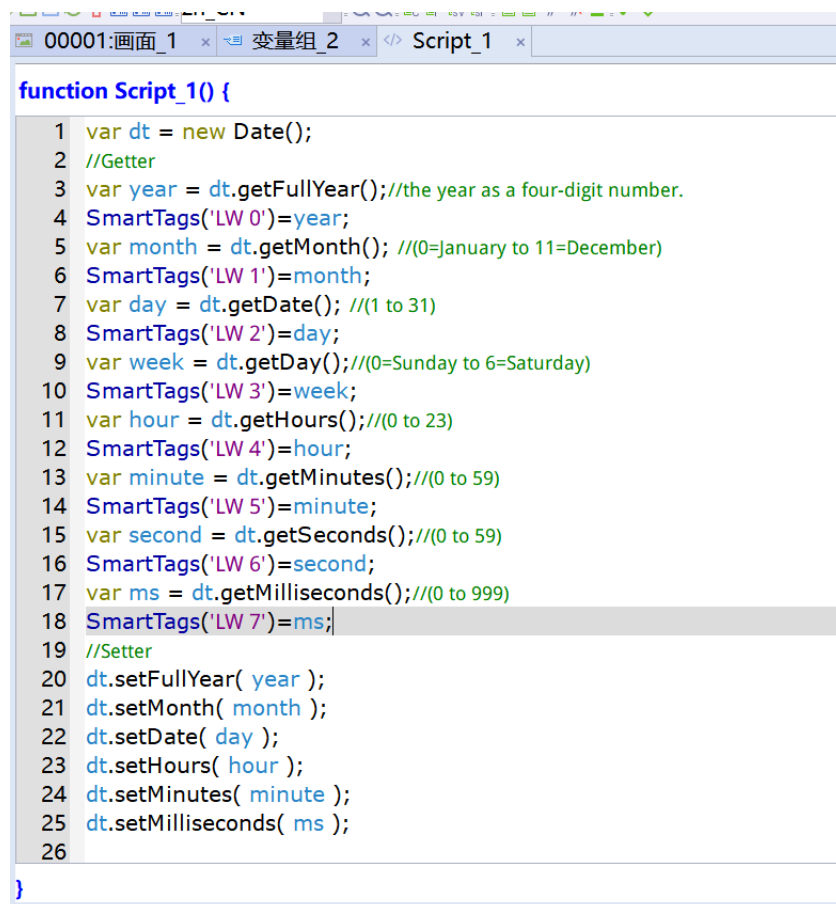 zh_CN
00001:画面_1 × 变量组_2 × </> Script_1 ×
function Script_1() {
1 var dt = new Date();
2 //Getter
3 var year = dt.getFullYear();//the year as a four-digit number.
4 SmartTags('LW 0')=year;
5 var month = dt.getMonth(); //(0=January to 11=December)
6 SmartTags('LW 1')=month;
7 var day = dt.getDate(); //(1 to 31)
8 SmartTags('LW 2')=day;
9 var week = dt.getDay();//(0=Sunday to 6=Saturday)
10 SmartTags('LW 3')=week;
11 var hour = dt.getHours();//(0 to 23)
12 SmartTags('LW 4')=hour;
13 var minute = dt.getMinutes();//(0 to 59)
14 SmartTags('LW 5')=minute;
15 var second = dt.getSeconds();//(0 to 59)
16 SmartTags('LW 6')=second;
17 var ms = dt.getMilliseconds();//(0 to 999)
18 SmartTags('LW 7')=ms;
19 //Setter
20 dt.setFullYear( year );
21 dt.setMonth( month );
22 dt.setDate( day );
23 dt.setHours( hour );
24 dt.setMinutes( minute );
25 dt.setMilliseconds( ms );
26
}